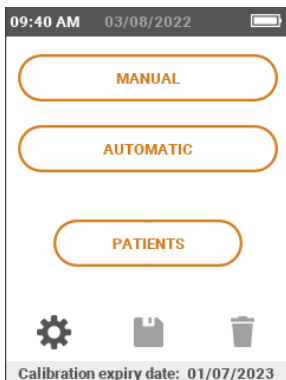 09:40 AM 03/08/2022
MANUAL
AUTOMATIC
PATIENTS
Calibration expiry date: 01/07/2023